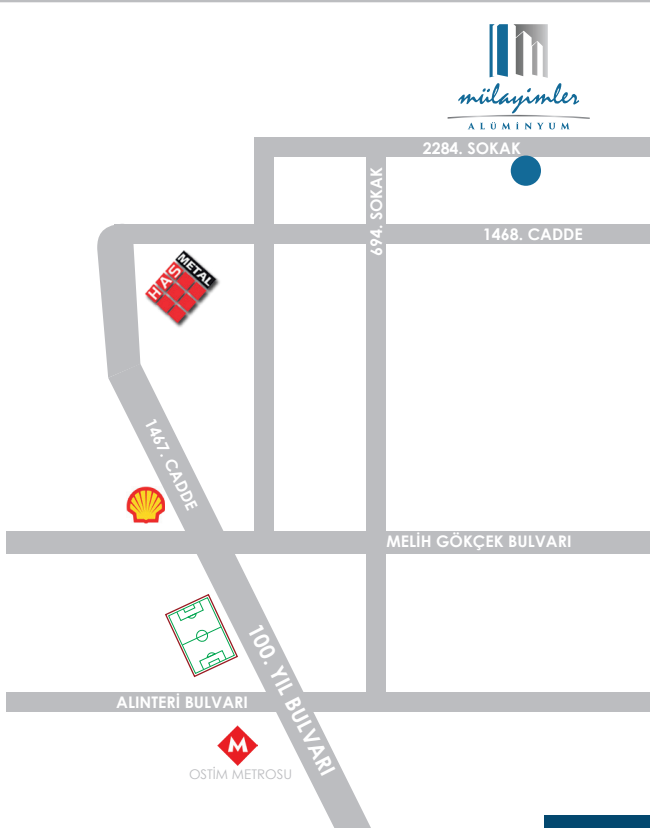 mülayimler
ALÜMİNYUM
2284. SOKAK
694. SOKAK
1468. CADDE
HAS
METAL
1467. CADDE
MELİH GÖKÇEK BULVARI
100. YIL BULVARI
ALINTERİ BULVARI
M
OSTİM METROSU